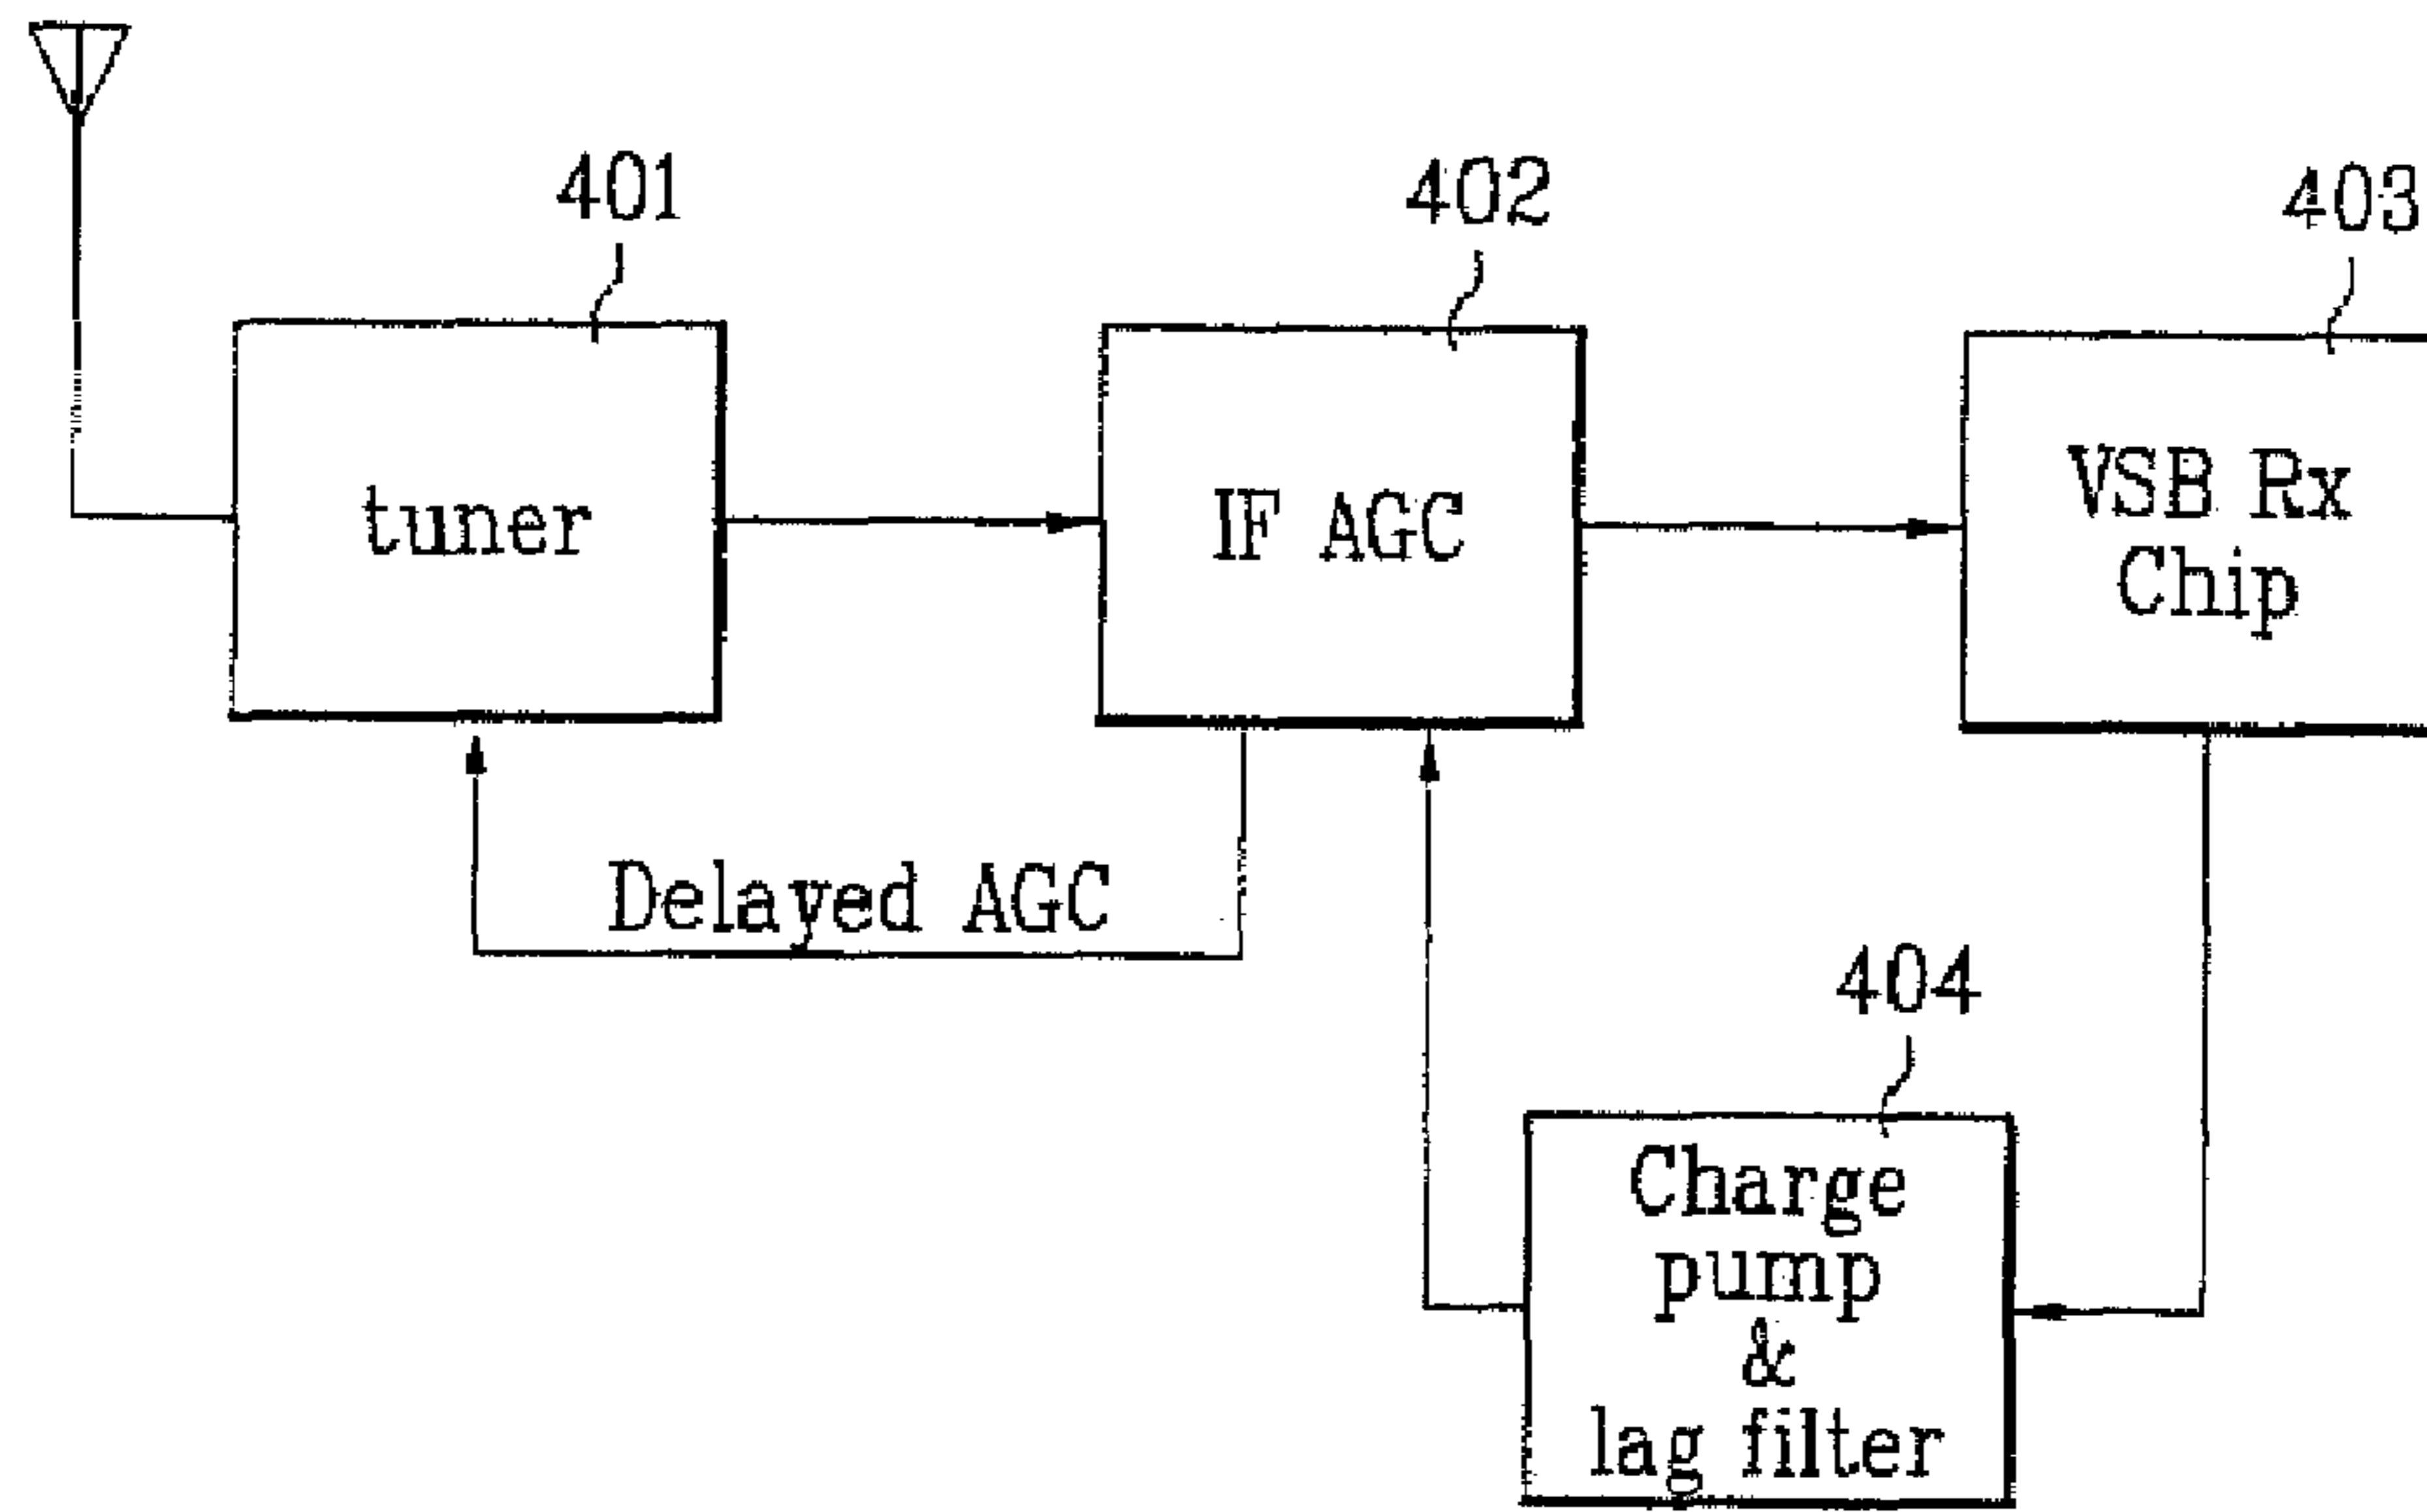 401
402
403
tuner
IF AGC
VSB Rx
Chip
Delayed AGC
404
Charge
pump
&
lag filter